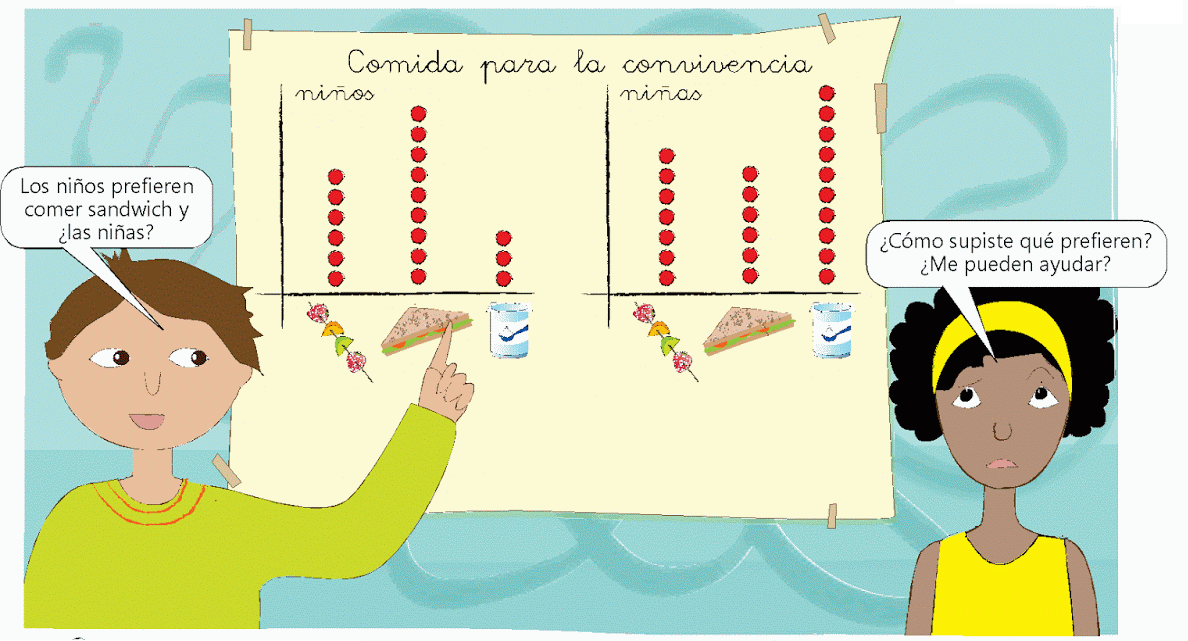 Comida para la convivencia
niños
niñas
Los niños prefieren
comer sandwich y
¿las niñas?
¿Cómo supiste qué prefieren?
¿Me pueden ayudar?